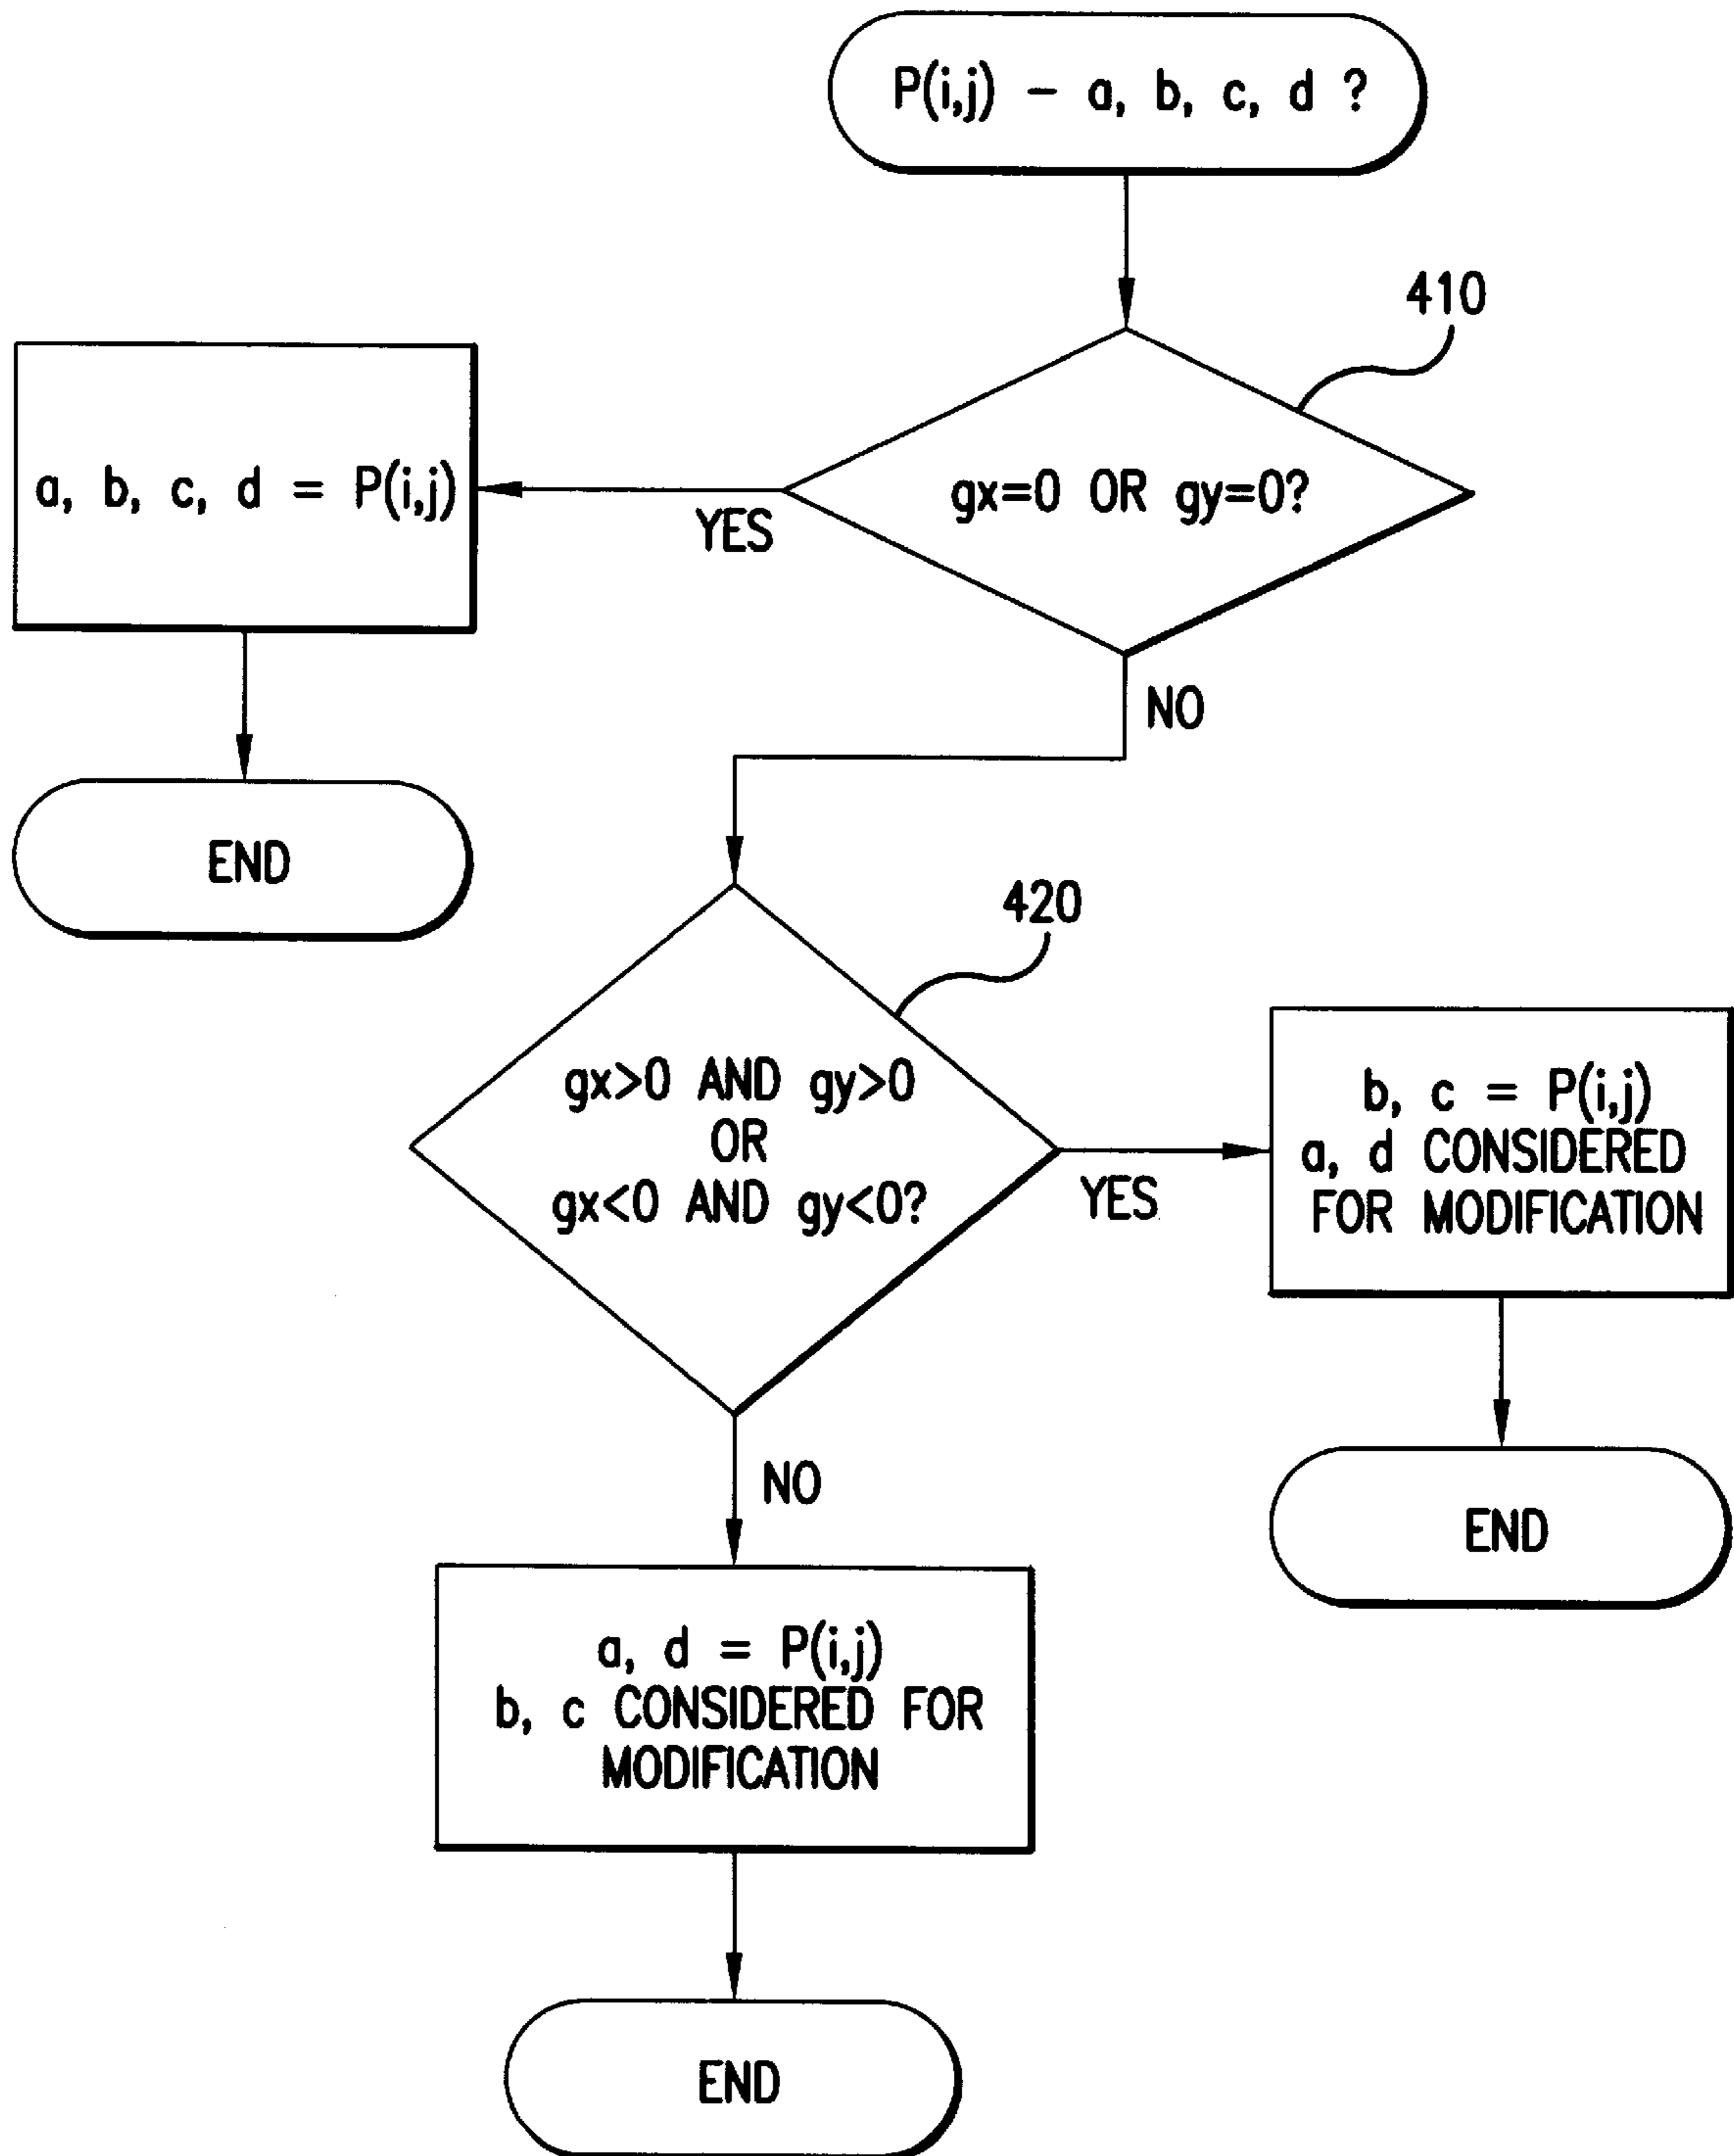 P(i,j) - a, b, c, d ?
410
gx=0 OR gy=0?
YES
a, b, c, d = P(i,j)
END
NO
420
gx>0 AND gy>0
OR
gx<0 AND gy<0?
YES
b, c = P(i,j)
a, d CONSIDERED
FOR MODIFICATION
END
NO
a, d = P(i,j)
b, c CONSIDERED FOR
MODIFICATION
END